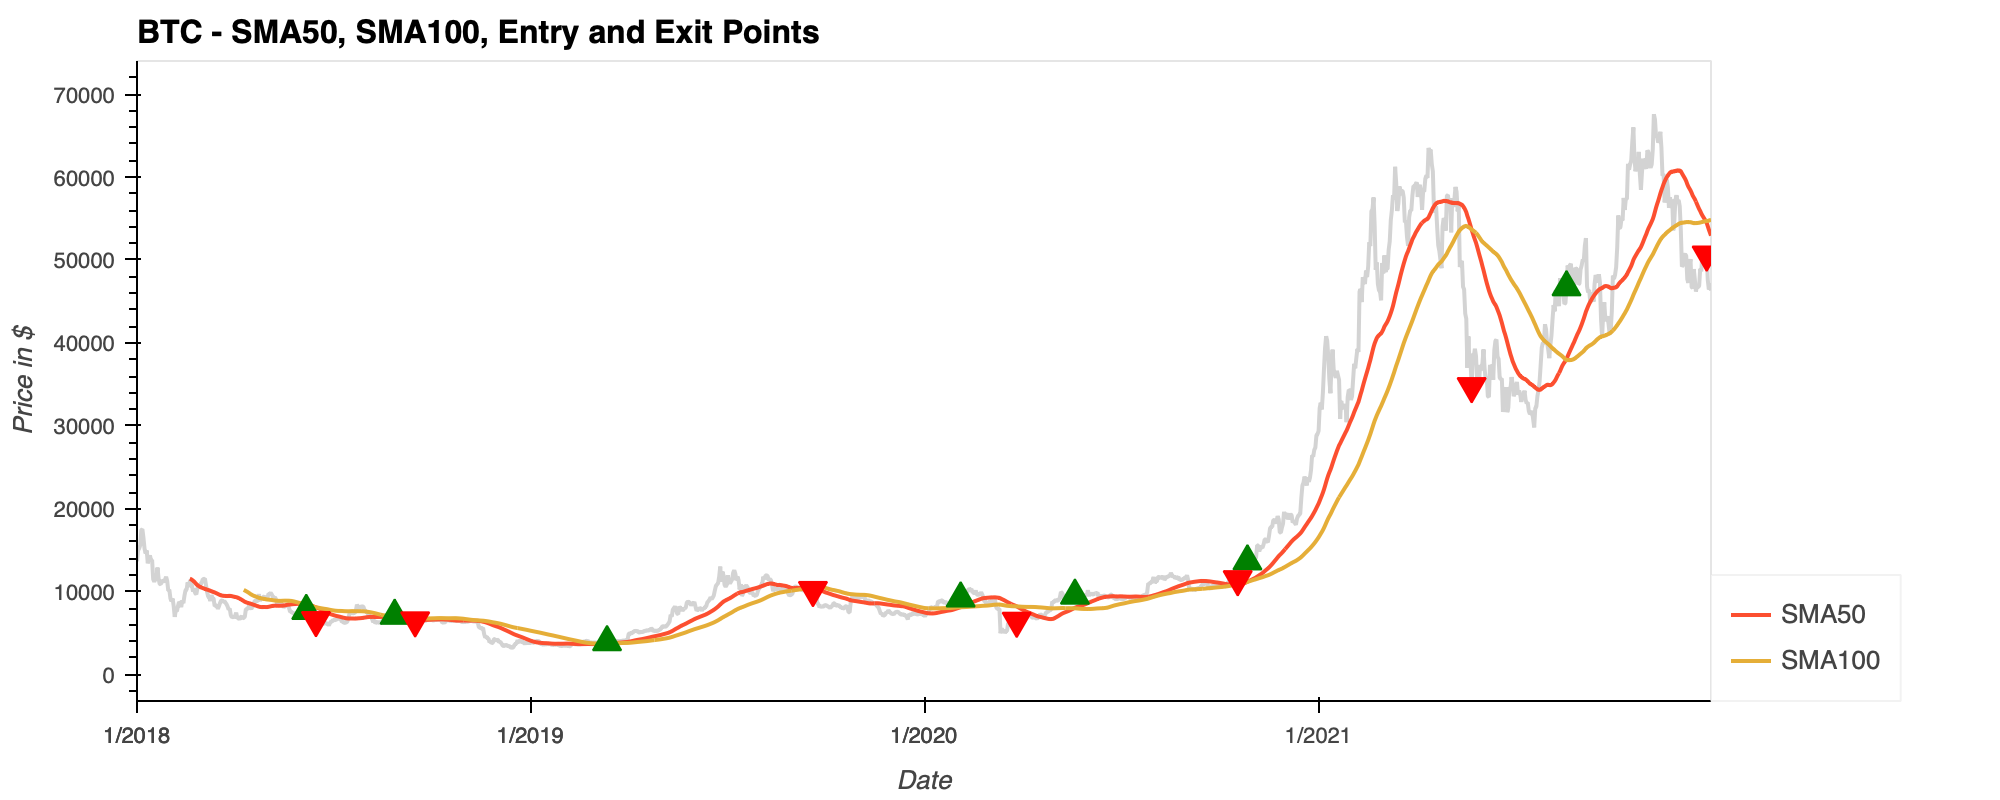 BTC - SMA50, SMA100, Entry and Exit Points
70000
60000
50000
40000
30000
20000
10000
0
Price in $
1/2018 1/2019 1/2020 1/2021
Date
SMA50
SMA100